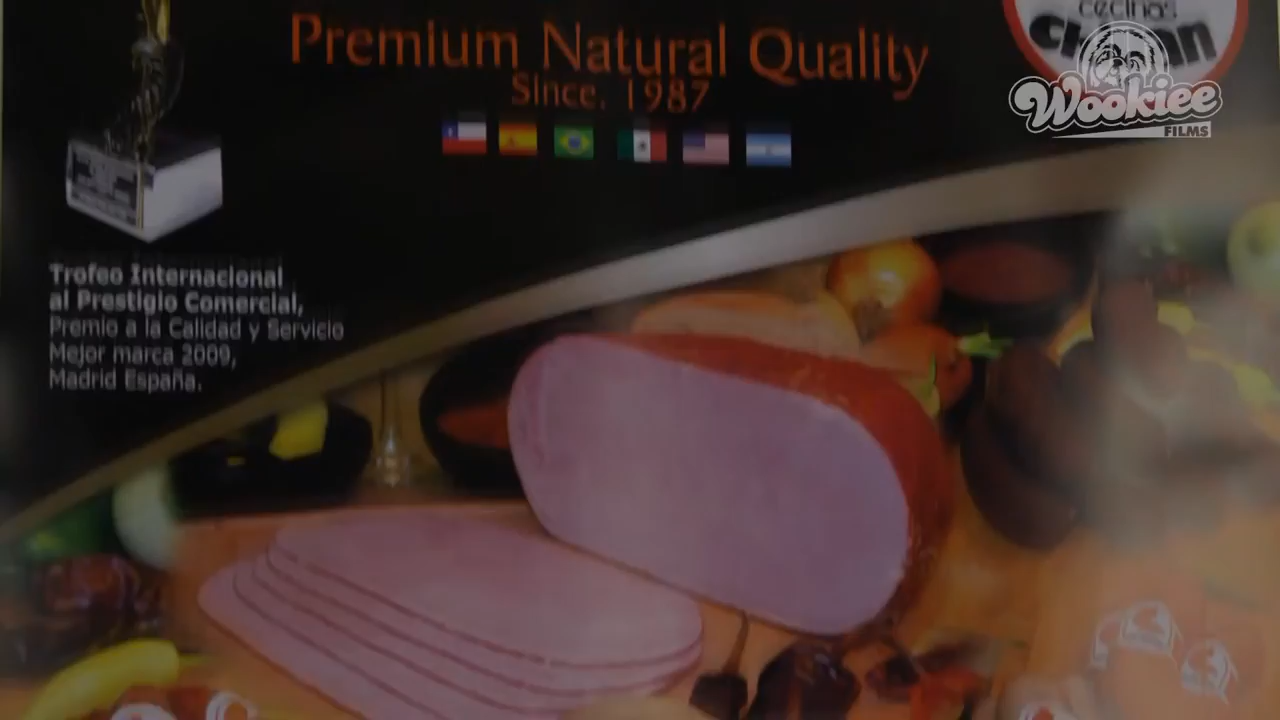 Premium Natural Quality
Since. 1987
cecinas
Wookiee
FILMS
Trofeo Internacional
al Prestigio Comercial,
Premio a la Calidad y Servicio
Mejor marca 2009,
Madrid España.